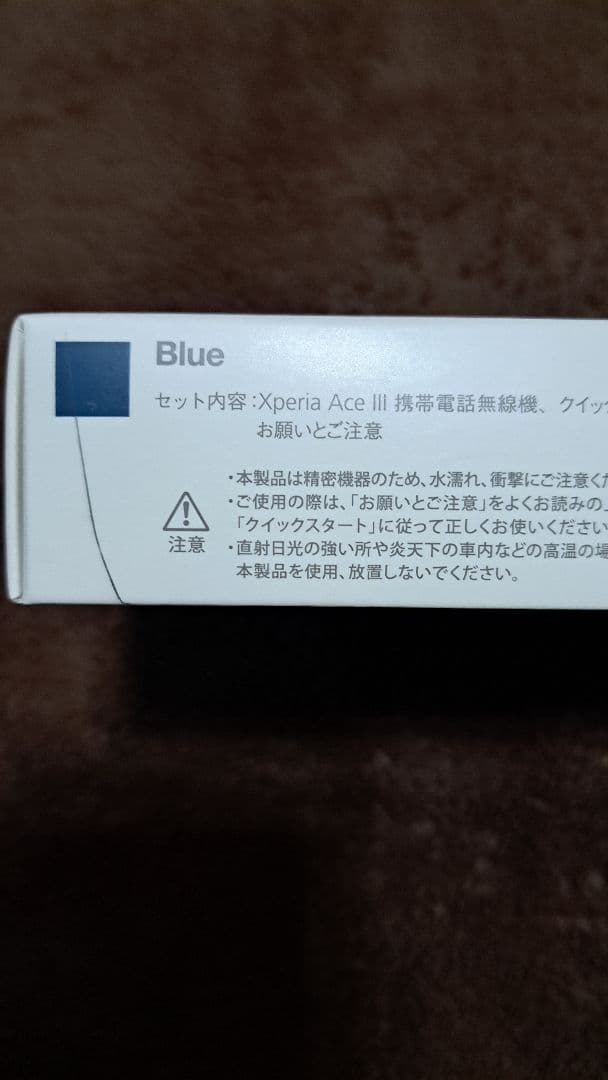 Blue
セット内容：Xperia Ace III 携帯電話無線機、クイック
お願いとご注意
・本製品は精密機器のため、水濡れ、衝撃にご注意くだ
・ご使用の際は、「お願いとご注意」をよくお読みの上
「クイックスタート」に従って正しくお使いください
注意
・直射日光の強い所や炎天下の車内などの高温の場
本製品を使用、放置しないでください。